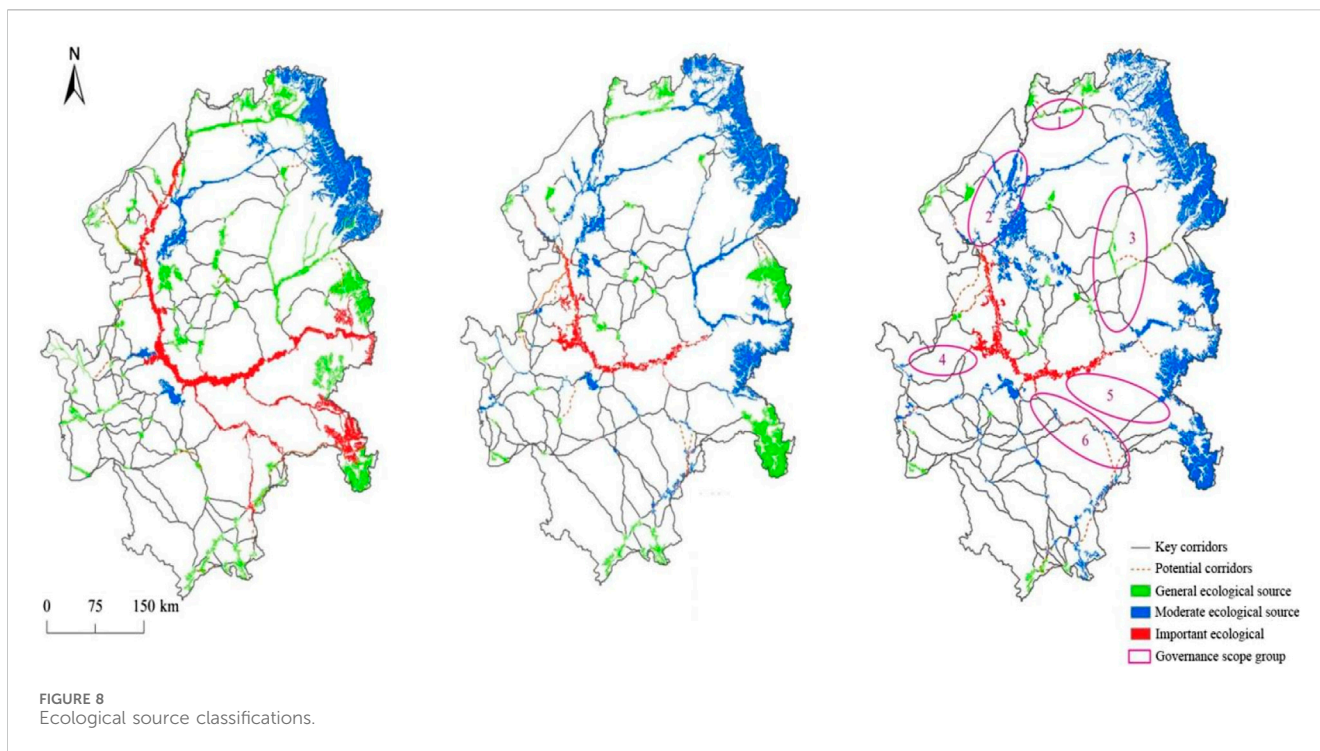 N
1
2
3
4
5
6
Key corridors
Potential corridors
General ecological source
Moderate ecological source
Important ecological
Governance scope group
0 75 150 km
FIGURE 8
Ecological source classifications.